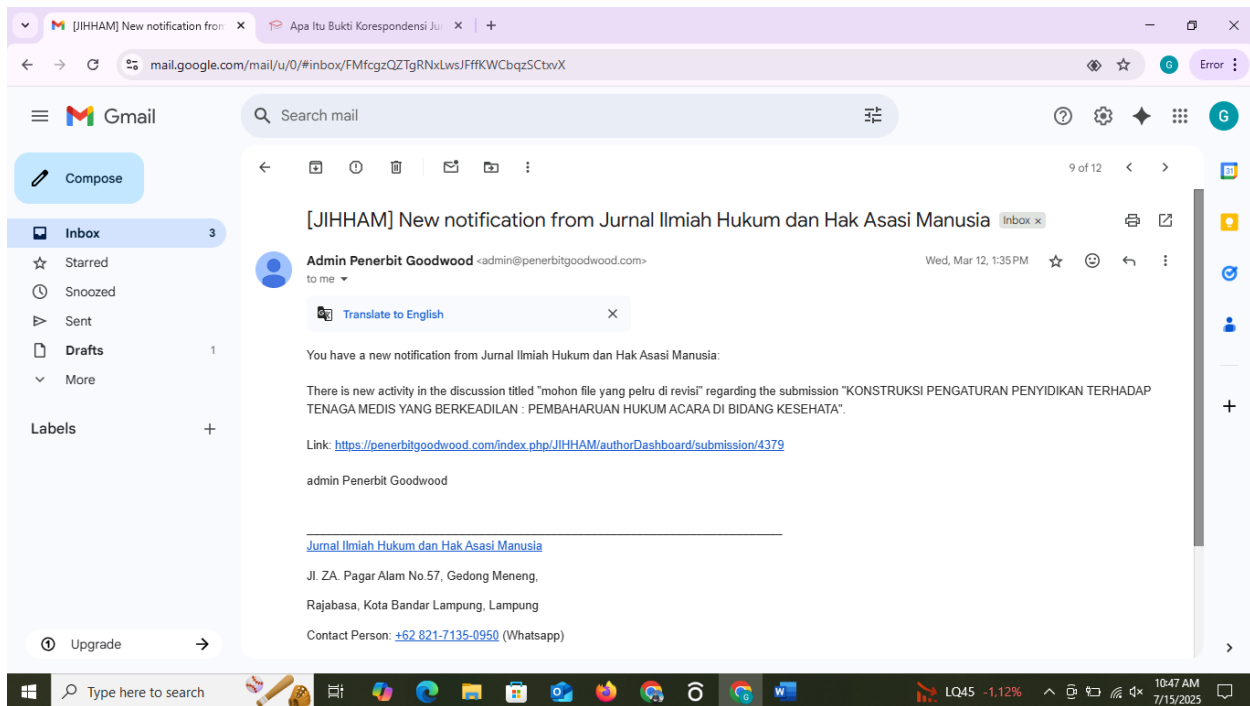 [JIHHAM] New notification from
Apa Itu Bukti Korespondensi Jur
mail.google.com/mail/u/0/#inbox/FMfcgzQZTgRNxLwsJFffKWCbqzSCtxvX
G
Error
Gmail
Search mail
G
Compose
9 of 12
31
Inbox 3
Starred
Snoozed
Sent
Drafts 1
More
Labels
[JIHHAM] New notification from Jurnal Ilmiah Hukum dan Hak Asasi Manusia Inbox x
Admin Penerbit Goodwood <admin@penerbitgoodwood.com> Wed, Mar 12, 1:35 PM
to me
Translate to English
You have a new notification from Jurnal Ilmiah Hukum dan Hak Asasi Manusia:
There is new activity in the discussion titled "mohon file yang pelru di revisi" regarding the submission "KONSTRUKSI PENGATURAN PENYIDIKAN TERHADAP
TENAGA MEDIS YANG BERKEADILAN : PEMBAHARUAN HUKUM ACARA DI BIDANG KESEHATA".
Link: https://penerbitgoodwood.com/index.php/JIHHAM/authorDashboard/submission/4379
admin Penerbit Goodwood
Jurnal Ilmiah Hukum dan Hak Asasi Manusia
Jl. ZA. Pagar Alam No.57, Gedong Meneng,
Rajabasa, Kota Bandar Lampung, Lampung
Contact Person: +62 821-7135-0950 (Whatsapp)
1 Upgrade
Type here to search
LQ45 -1,12%
10:47 AM
7/15/2025